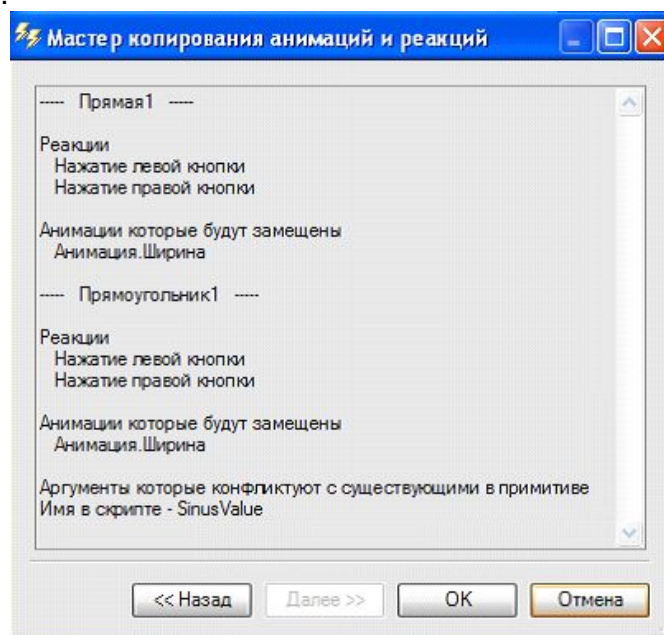 .
Мастер копирования анимаций и реакций
----- Прямая1 -----
Реакции
Нажатие левой кнопки
Нажатие правой кнопки
Анимации которые будут замещены
Анимация.Ширина
----- Прямоугольник1 -----
Реакции
Нажатие левой кнопки
Нажатие правой кнопки
Анимации которые будут замещены
Анимация.Ширина
Аргументы которые конфликтуют с существующими в примитиве
Имя в скрипте - SinusValue
<< Назад
Далее >>
OK
Отмена